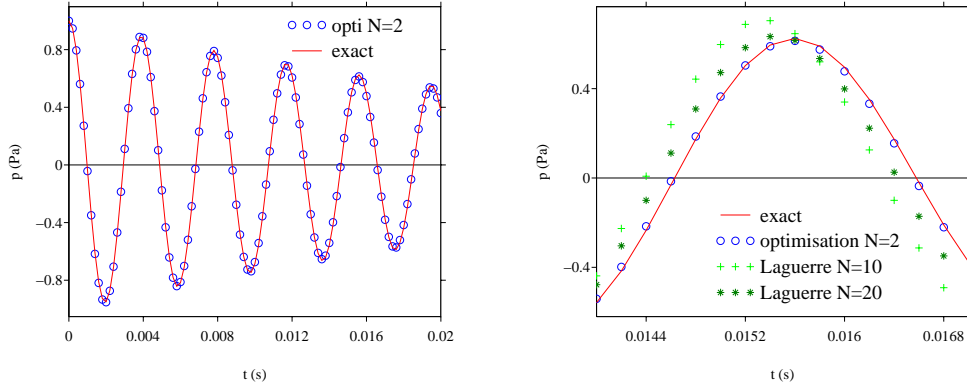 opti N=2
exact
0.8
0.4
0
−0.4
−0.8
p (Pa)
0
0.004
0.008
0.012
0.016
0.02
t (s)
0.4
0
−0.4
p (Pa)
exact
optimisation N=2
Laguerre N=10
Laguerre N=20
0.0144
0.0152
0.016
0.0168
t (s)